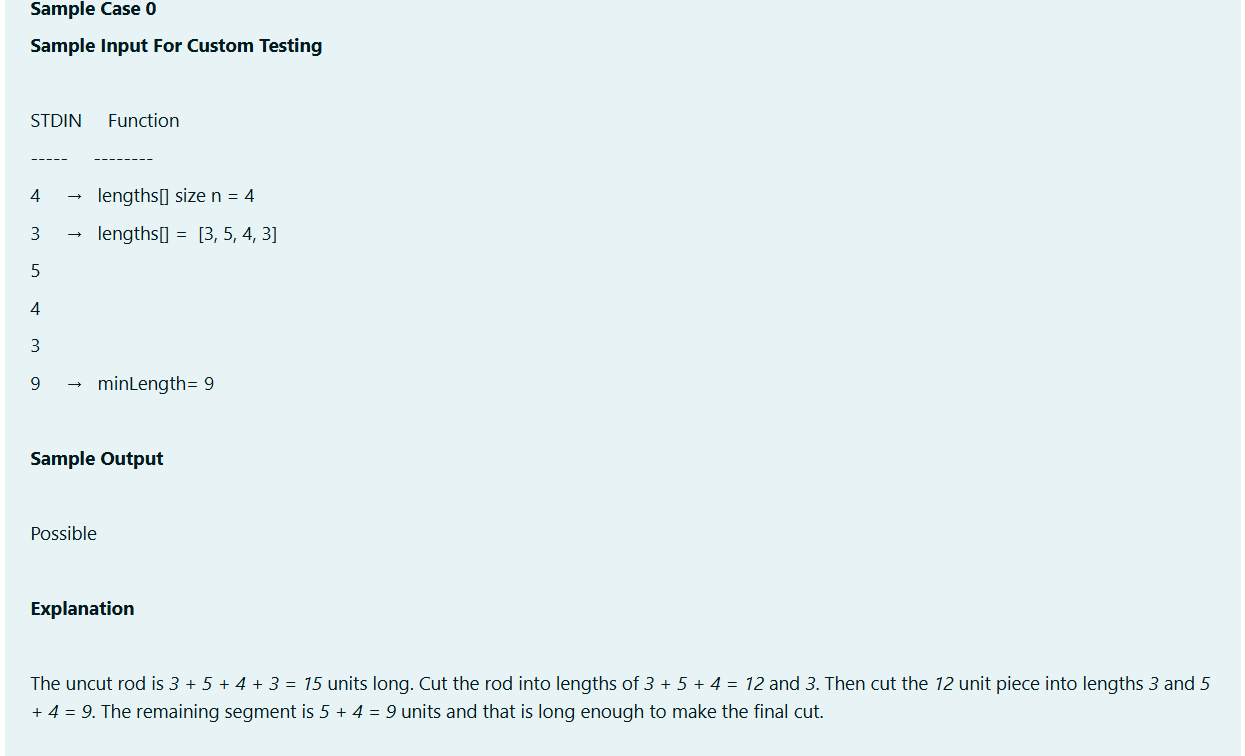 Sample Case 0
Sample Input For Custom Testing
STDIN Function
----- --------
4 → lengths[] size n = 4
3 → lengths[] = [3, 5, 4, 3]
5
4
3
9 → minLength= 9
Sample Output
Possible
Explanation
The uncut rod is 3 + 5 + 4 + 3 = 15 units long. Cut the rod into lengths of 3 + 5 + 4 = 12 and 3. Then cut the 12 unit piece into lengths 3 and 5
+ 4 = 9. The remaining segment is 5 + 4 = 9 units and that is long enough to make the final cut.